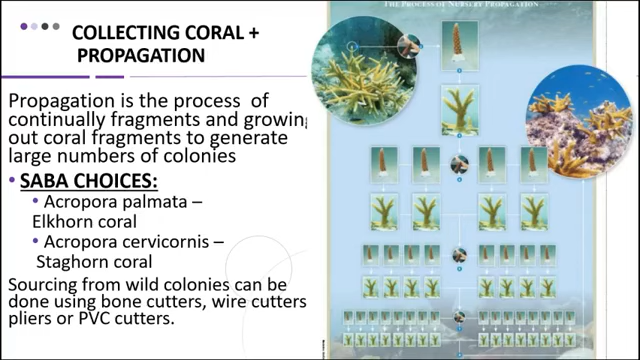 COLLECTING CORAL +
PROPAGATION
Propagation is the process of
continually fragments and growing
out coral fragments to generate
large numbers of colonies
• SABA CHOICES:
• Acropora palmata –
Elkhorn coral
• Acropora cervicornis –
Staghorn coral
Sourcing from wild colonies can be
done using bone cutters, wire cutters
pliers or PVC cutters.
The Process of Nursery Propagation